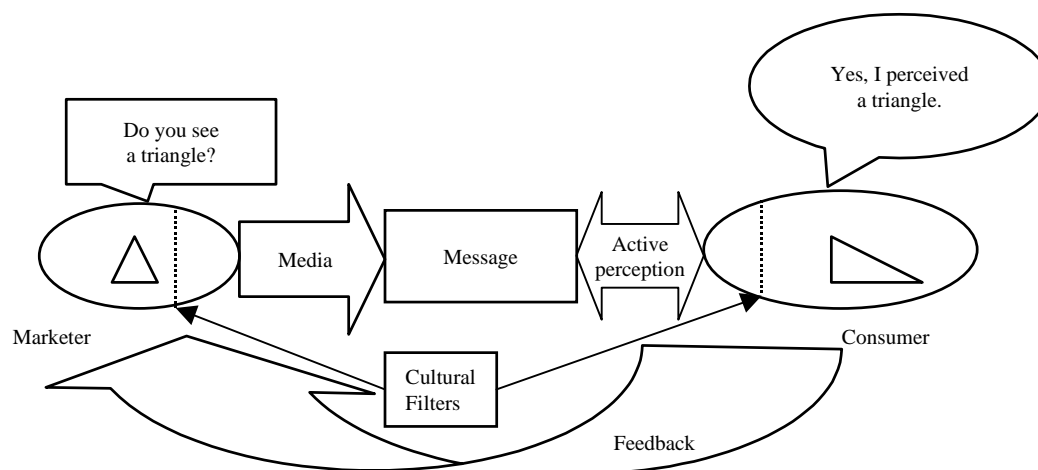 Yes, I perceived
a triangle.
Do you see
a triangle?
Media
Message
Active
perception
Marketer
Consumer
Cultural
Filters
Feedback